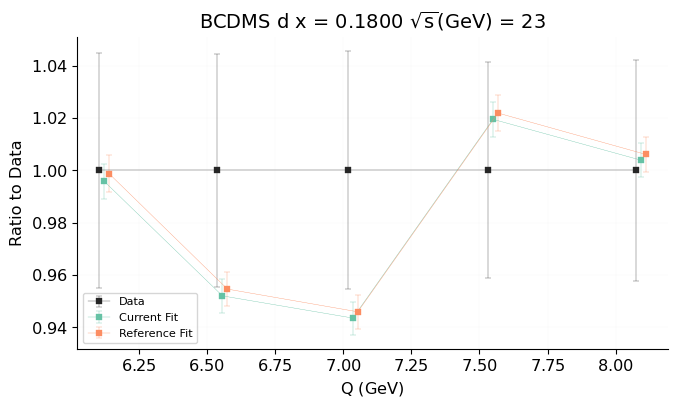 BCDMS d x = 0.1800 √s(GeV) = 23
Ratio to Data
1.04
1.02
1.00
0.98
0.96
0.94
Data
Current Fit
Reference Fit
6.25 6.50 6.75 7.00 7.25 7.50 7.75 8.00
Q (GeV)